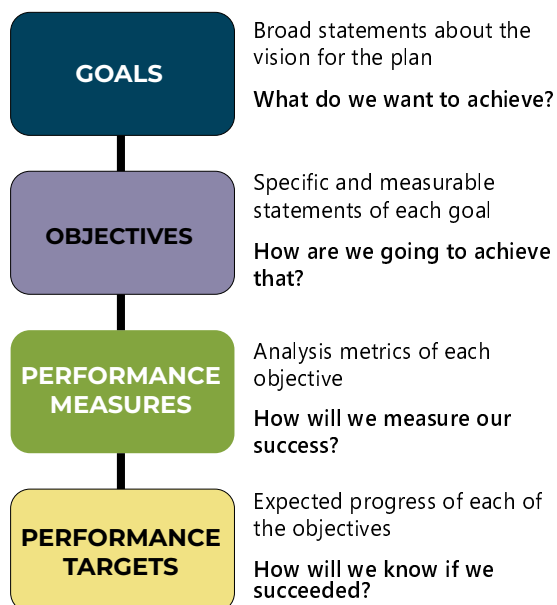 GOALS
Broad statements about the
vision for the plan
What do we want to achieve?
OBJECTIVES
Specific and measurable
statements of each goal
How are we going to achieve
that?
PERFORMANCE
MEASURES
Analysis metrics of each
objective
How will we measure our
success?
PERFORMANCE
TARGETS
Expected progress of each of
the objectives
How will we know if we
succeeded?